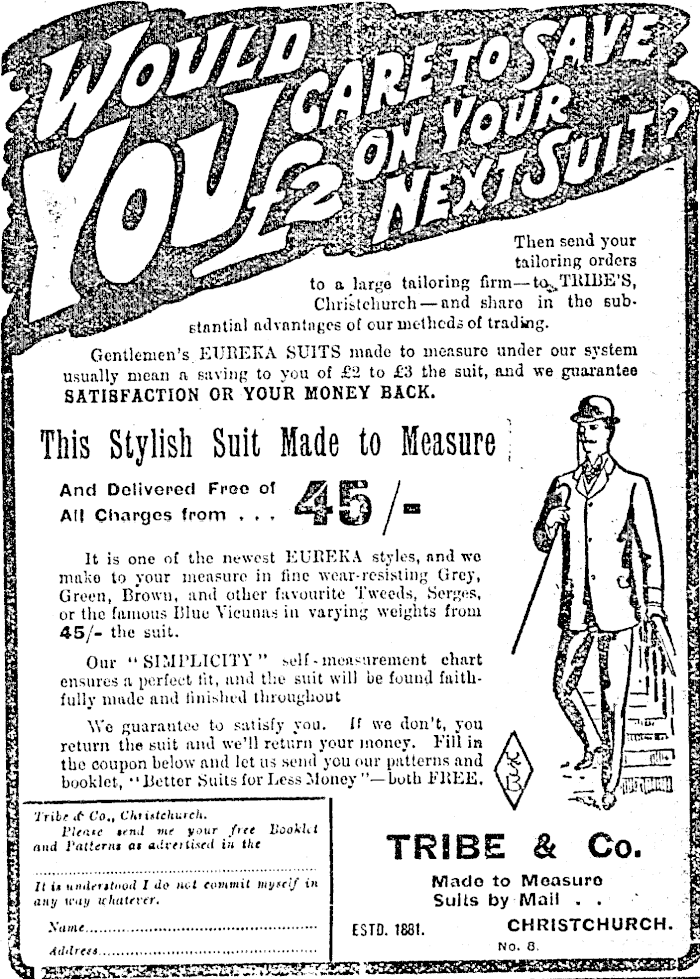 WOULD
YOU
CARE TO SAVE
£2
ON YOUR
NEXT SUIT?
Then send your
tailoring orders
to a large tailoring firm—to TRIBE'S,
Christchurch—and share in the sub-
stantial advantages of our methods of trading.
Gentlemen's EUREKA SUITS made to measure under our system
usually mean a saving to you of £2 to £3 the suit, and we guarantee
SATISFACTION OR YOUR MONEY BACK.
This Stylish Suit Made to Measure
And Delivered Free of
All Charges from . . .
45/-
It is one of the newest EUREKA styles, and we
make to your measure in fine wear-resisting Grey,
Green, Brown, and other favourite Tweeds, Serges,
or the famous Blue Vicunas in varying weights from
45/- the suit.
Our "SIMPLICITY" self-measurement chart
ensures a perfect fit, and the suit will be found faith-
fully made and finished throughout
We guarantee to satisfy you. If we don't, you
return the suit and we'll return your money. Fill in
the coupon below and let us send you our patterns and
booklet, "Better Suits for Less Money"—both FREE.
Tribe & Co., Christchurch.
Please send me your free Booklet
and Patterns as advertised in the
It is understood I do not commit myself in
any way whatever.
Name
Address
TRIBE & Co.
Made to Measure
Suits by Mail . .
ESTD. 1881.
CHRISTCHURCH.
No. 8.